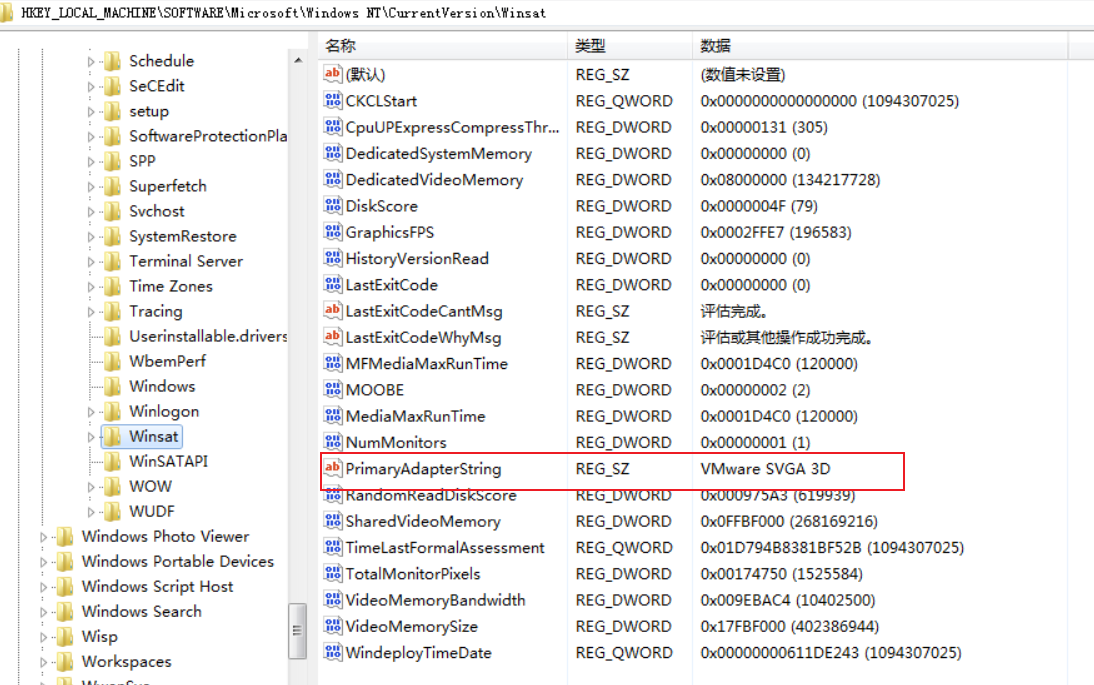 HKEY_LOCAL_MACHINE\SOFTWARE\Microsoft\Windows NT\CurrentVersion\Winsat
Schedule
SeCEdit
setup
SoftwareProtectionPla
SPP
Superfetch
Svchost
SystemRestore
Terminal Server
Time Zones
Tracing
Userinstallable.drivers
WbemPerf
Windows
Winlogon
Winsat
WinSATAPI
WOW
WUDF
Windows Photo Viewer
Windows Portable Devices
Windows Script Host
Windows Search
Wisp
Workspaces
名称 类型 数据
(默认) REG_SZ (数值未设置)
CKCLStart REG_QWORD 0x0000000000000000 (1094307025)
CpuUPExpressCompressThr... REG_DWORD 0x00000131 (305)
DedicatedSystemMemory REG_DWORD 0x00000000 (0)
DedicatedVideoMemory REG_DWORD 0x08000000 (134217728)
DiskScore REG_DWORD 0x0000004F (79)
GraphicsFPS REG_DWORD 0x0002FFE7 (196583)
HistoryVersionRead REG_DWORD 0x00000000 (0)
LastExitCode REG_DWORD 0x00000000 (0)
LastExitCodeCantMsg REG_SZ 评估完成。
LastExitCodeWhyMsg REG_SZ 评估或其他操作成功完成。
MFMediaMaxRunTime REG_DWORD 0x0001D4C0 (120000)
MOOBE REG_DWORD 0x00000002 (2)
MediaMaxRunTime REG_DWORD 0x0001D4C0 (120000)
NumMonitors REG_DWORD 0x00000001 (1)
PrimaryAdapterString REG_SZ VMware SVGA 3D
RandomReadDiskScore REG_DWORD 0x000975A3 (619939)
SharedVideoMemory REG_DWORD 0x0FFBF000 (268169216)
TimeLastFormalAssessment REG_QWORD 0x01D794B8381BF52B (1094307025)
TotalMonitorPixels REG_DWORD 0x00174750 (1525584)
VideoMemoryBandwidth REG_DWORD 0x009EBAC4 (10402500)
VideoMemorySize REG_DWORD 0x17FBF000 (402386944)
WindeployTimeDate REG_QWORD 0x00000000611DE243 (1094307025)